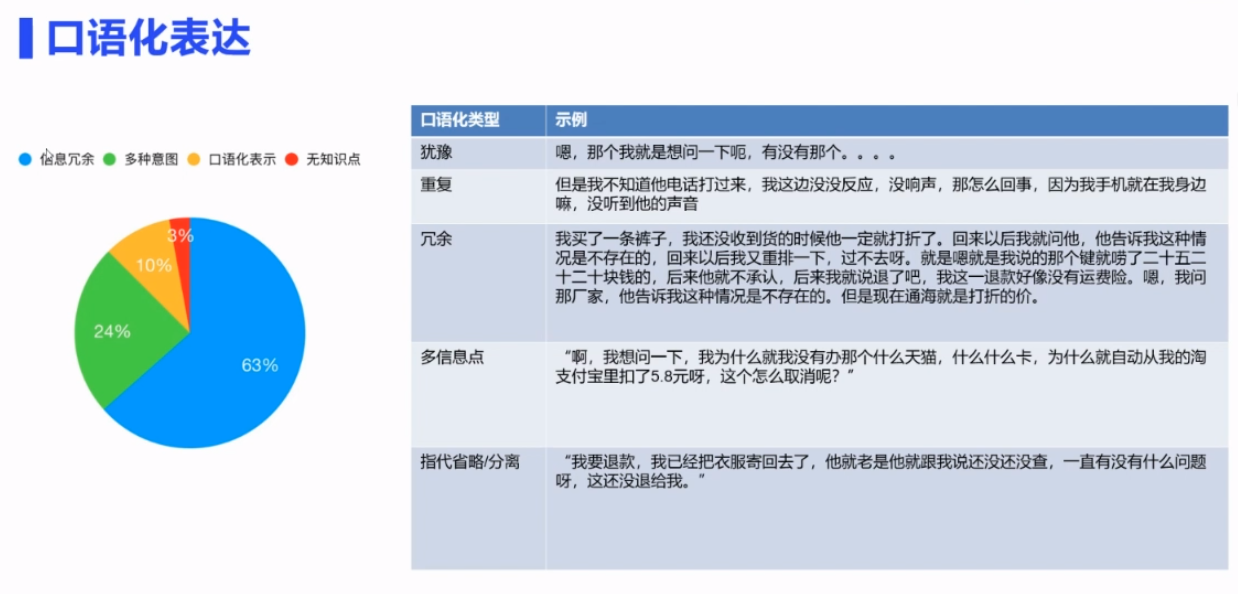 口语化表达
信息冗余 多种意图 口语化表示 无知识点
3%
10%
24%
63%
口语化类型 示例
犹豫 嗯，那个我就是想问一下呃，有没有那个。。。。
重复 但是我不知道他电话打过来，我这边没没反应，没响声，那怎么回事，因为我手机就在我身边
嘛，没听到他的声音
冗余 我买了一条裤子，我还没收到货的时候他一定就打折了。回来以后我就问他，他告诉我这种情
况是不存在的，回来以后我又重排一下，过不去呀。就是嗯就是我说的那个键就唠了二十五二
十二十块钱的，后来他就不承认，后来我就说退了吧，我这一退款好像没有运费险。嗯，我问
那厂家，他告诉我这种情况是不存在的。但是现在通海就是打折的价。
多信息点 “啊，我想问一下，我为什么就我没有办那个什么天猫，什么什么卡，为什么就自动从我的淘
支付宝里扣了5.8元呀，这个怎么取消呢？”
指代省略/分离 “我要退款，我已经把衣服寄回去了，他就老是他就跟我说还没还没查，一直有没有什么问题
呀，这还没退给我。”